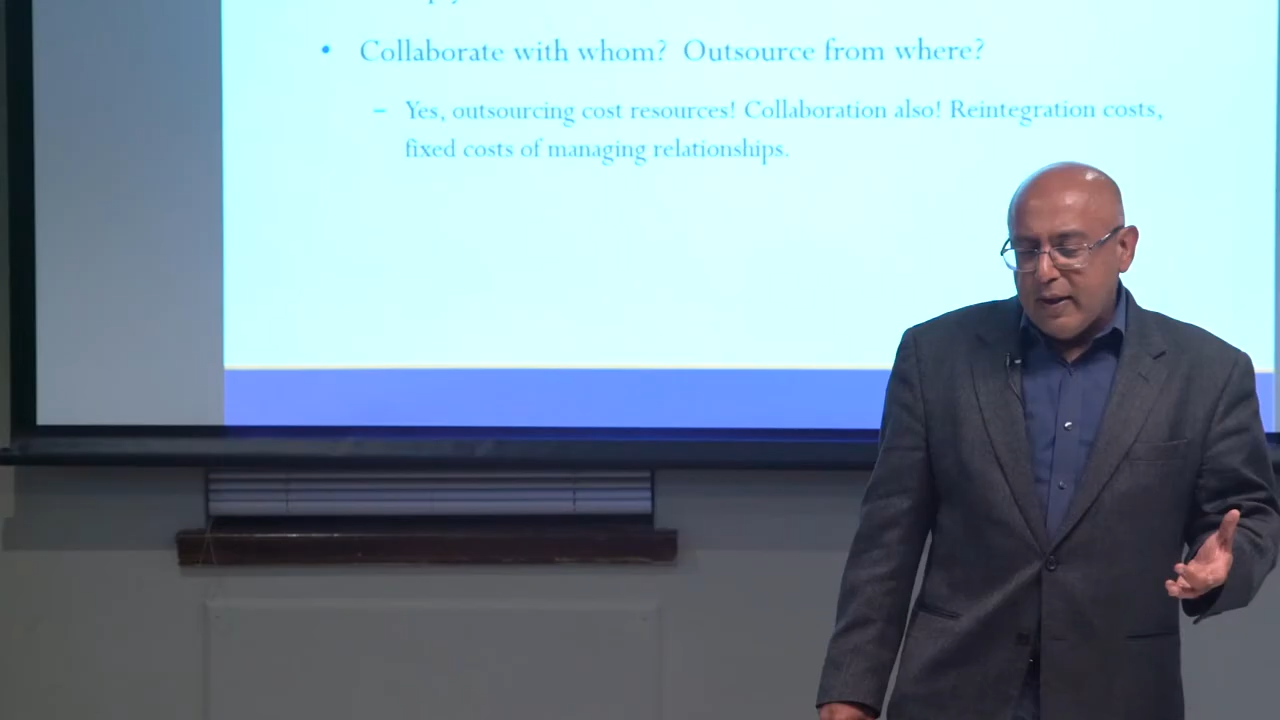 • Collaborate with whom? Outsource from where?
– Yes, outsourcing cost resources! Collaboration also! Reintegration costs,
fixed costs of managing relationships.